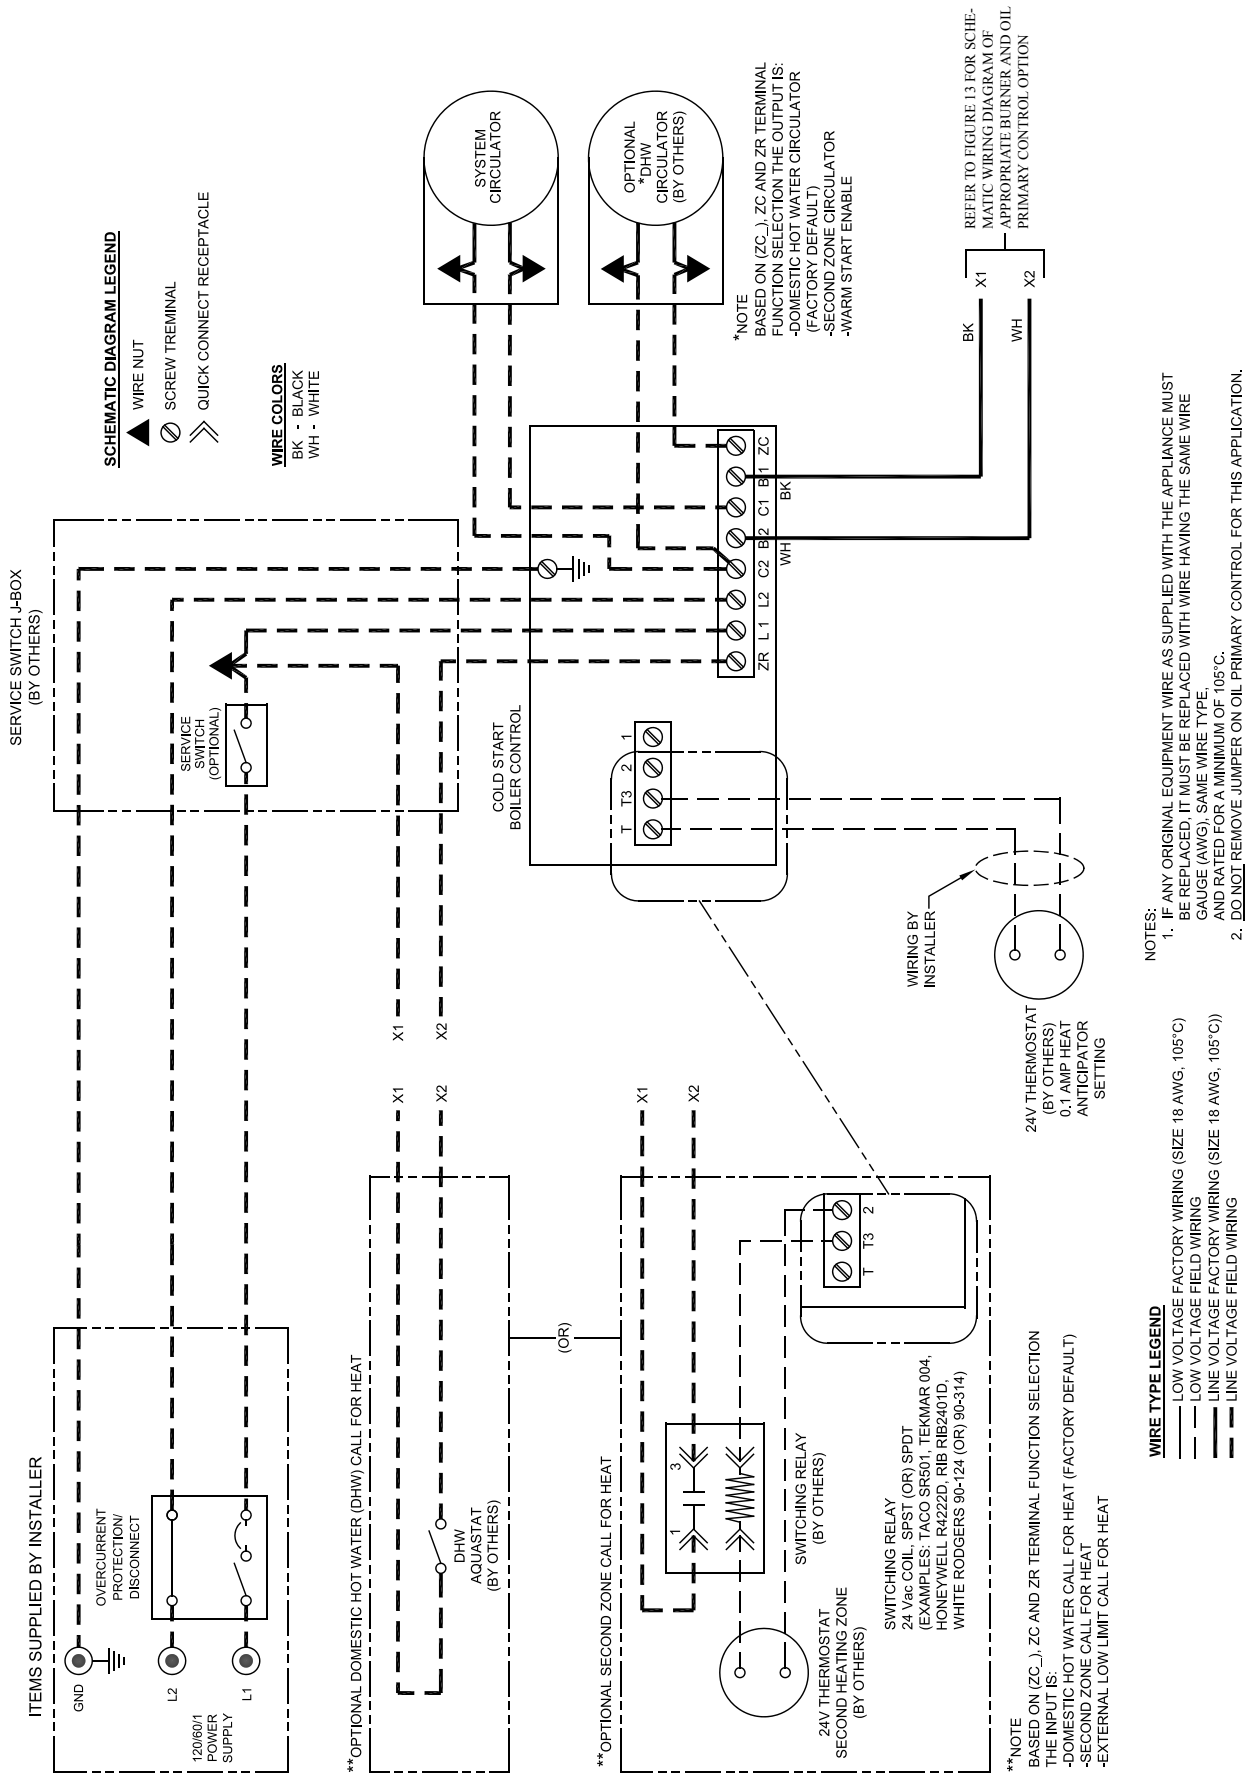 ITEMS SUPPLIED BY INSTALLER
GND
L2
L1
120/60/1
POWER
SUPPLY
OVERCURRENT
PROTECTION/
DISCONNECT
SERVICE SWITCH J-BOX
(BY OTHERS)
SERVICE
SWITCH
(OPTIONAL)
SCHEMATIC DIAGRAM LEGEND
WIRE NUT
SCREW TREMINAL
QUICK CONNECT RECEPTACLE
WIRE COLORS
BK - BLACK
WH - WHITE
**OPTIONAL DOMESTIC HOT WATER (DHW) CALL FOR HEAT
DHW
AQUASTAT
(BY OTHERS)
X1
X2
X1
X2
(OR)
COLD START
BOILER CONTROL
T
T3
2
1
ZR
L1
L2
C2
B2
C1
B1
ZC
WH
BK
SYSTEM
CIRCULATOR
OPTIONAL
*DHW
CIRCULATOR
(BY OTHERS)
*NOTE
BASED ON (ZC_), ZC AND ZR TERMINAL
FUNCTION SELECTION THE OUTPUT IS:
-DOMESTIC HOT WATER CIRCULATOR
(FACTORY DEFAULT)
-SECOND ZONE CIRCULATOR
-WARM START ENABLE
BK
WH
X1
X2
REFER TO FIGURE 13 FOR SCHE-
MATIC WIRING DIAGRAM OF
APPROPRIATE BURNER AND OIL
PRIMARY CONTROL OPTION
**OPTIONAL SECOND ZONE CALL FOR HEAT
X1
X2
1
3
SWITCHING RELAY
(BY OTHERS)
24V THERMOSTAT
SECOND HEATING ZONE
(BY OTHERS)
SWITCHING RELAY
24 Vac COIL, SPST (OR) SPDT
(EXAMPLES: TACO SR501, TEKMAR 004,
HONEYWELL R4222D, RIB RIB2401D,
WHITE RODGERS 90-124 (OR) 90-314)
T
T3
2
WIRING BY
INSTALLER
24V THERMOSTAT
(BY OTHERS)
0.1 AMP HEAT
ANTICIPATOR
SETTING
**NOTE
BASED ON (ZC_), ZC AND ZR TERMINAL FUNCTION SELECTION
THE INPUT IS:
-DOMESTIC HOT WATER CALL FOR HEAT (FACTORY DEFAULT)
-SECOND ZONE CALL FOR HEAT
-EXTERNAL LOW LIMIT CALL FOR HEAT
WIRE TYPE LEGEND
LOW VOLTAGE FACTORY WIRING (SIZE 18 AWG, 105°C)
LOW VOLTAGE FIELD WIRING
LINE VOLTAGE FACTORY WIRING (SIZE 18 AWG, 105°C))
LINE VOLTAGE FIELD WIRING
NOTES:
1. IF ANY ORIGINAL EQUIPMENT WIRE AS SUPPLIED WITH THE APPLIANCE MUST
BE REPLACED, IT MUST BE REPLACED WITH WIRE HAVING THE SAME WIRE
GAUGE (AWG), SAME WIRE TYPE,
AND RATED FOR A MINIMUM OF 105°C.
2. DO NOT REMOVE JUMPER ON OIL PRIMARY CONTROL FOR THIS APPLICATION.